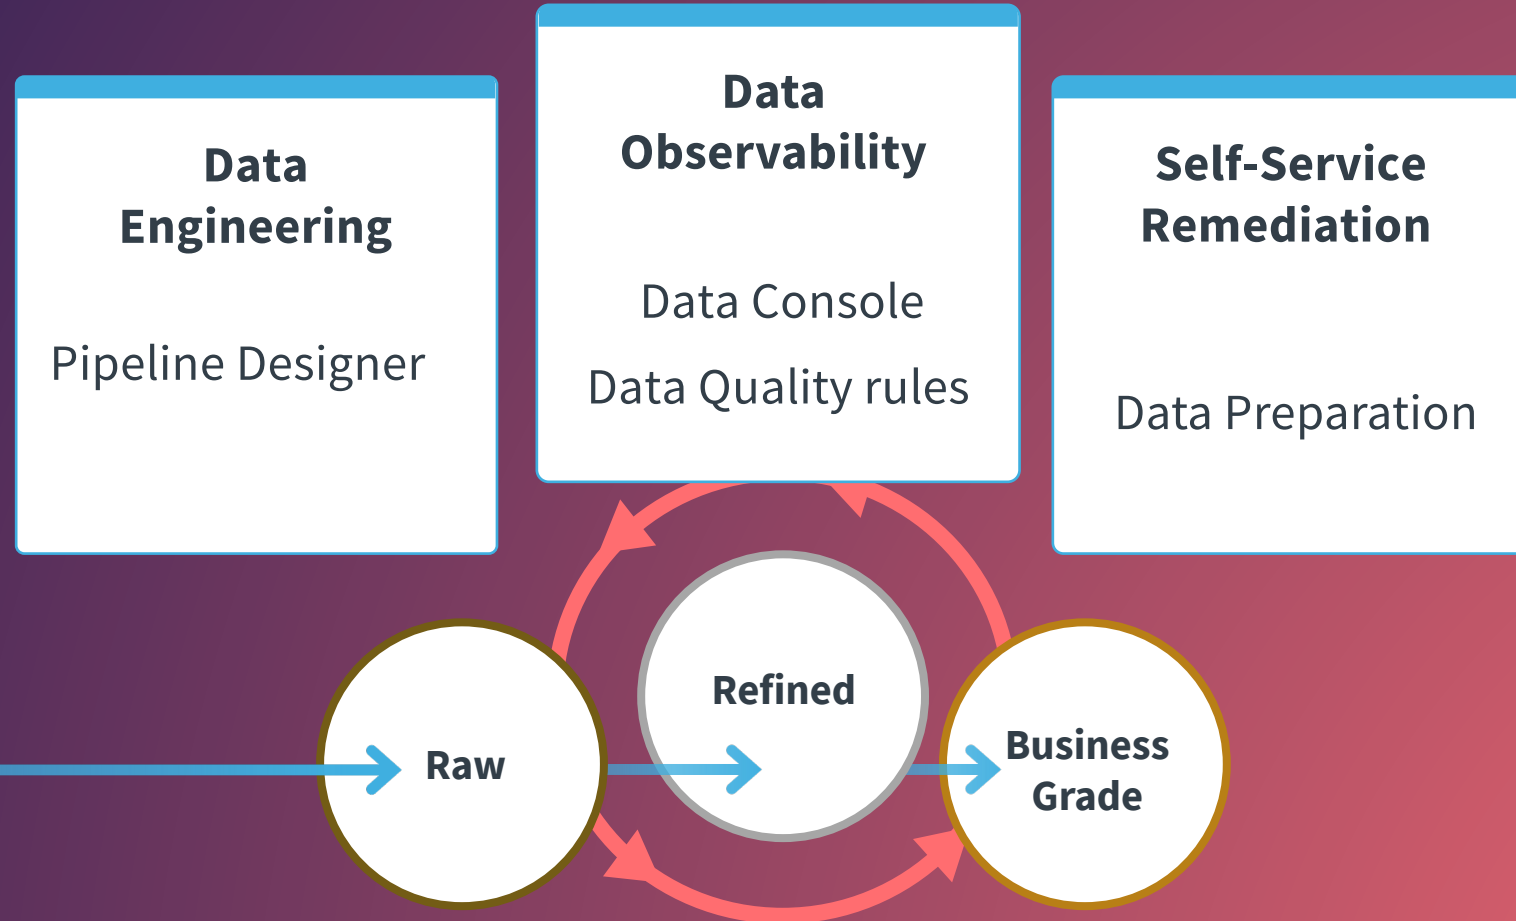 Data
Engineering
Pipeline Designer
Data
Observability
Data Console
Data Quality rules
Self-Service
Remediation
Data Preparation
Raw
Refined
Business
Grade